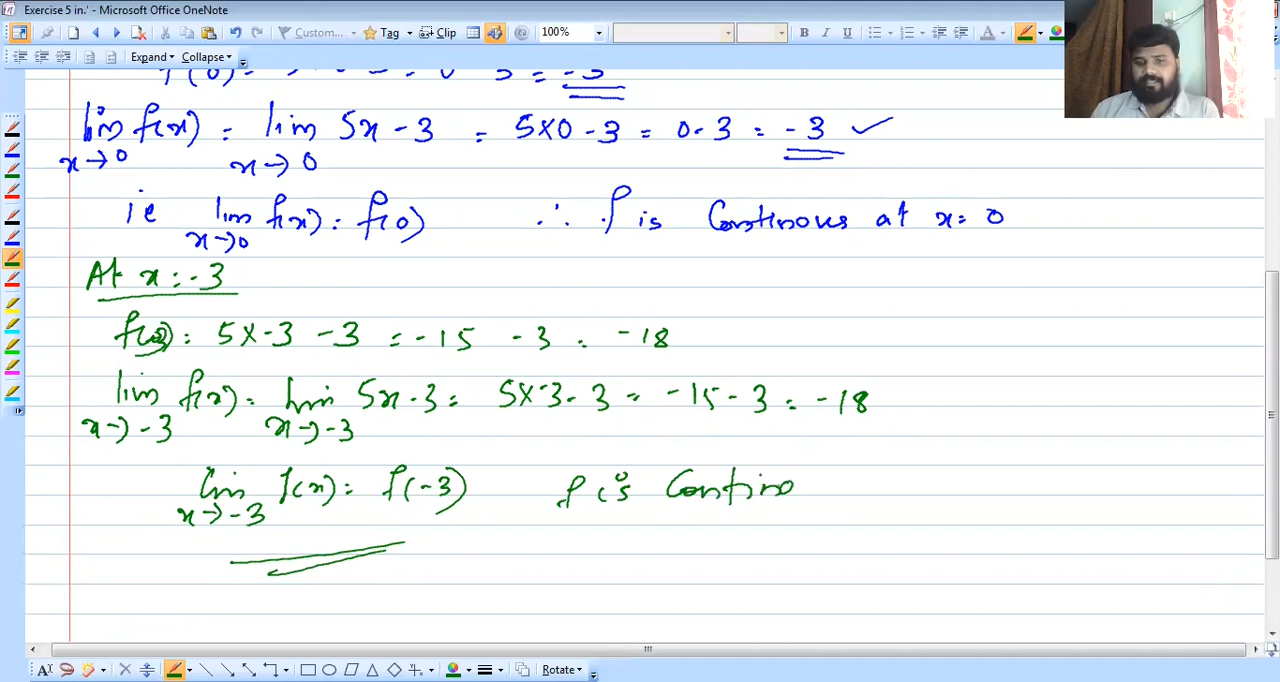 Exercise 5 in.' - Microsoft Office OneNote
Custom... Tag Clip 100% B I U A
Expand Collapse
= -3
lim f(x) = lim 5x - 3 = 5×0 - 3 = 0 - 3 = -3 ✓
x→0 x→0
ie lim f(x) = f(0) ∴ f is Continous at x = 0
x→0
At x = -3
5× -3 -3 = -15 -3 = -18
lim f(x) = lim 5x - 3 = 5×-3 - 3 = -15 - 3 = -18
x→-3 x→-3
lim f(x) = f(-3) f is Contino
x→-3
Rotate